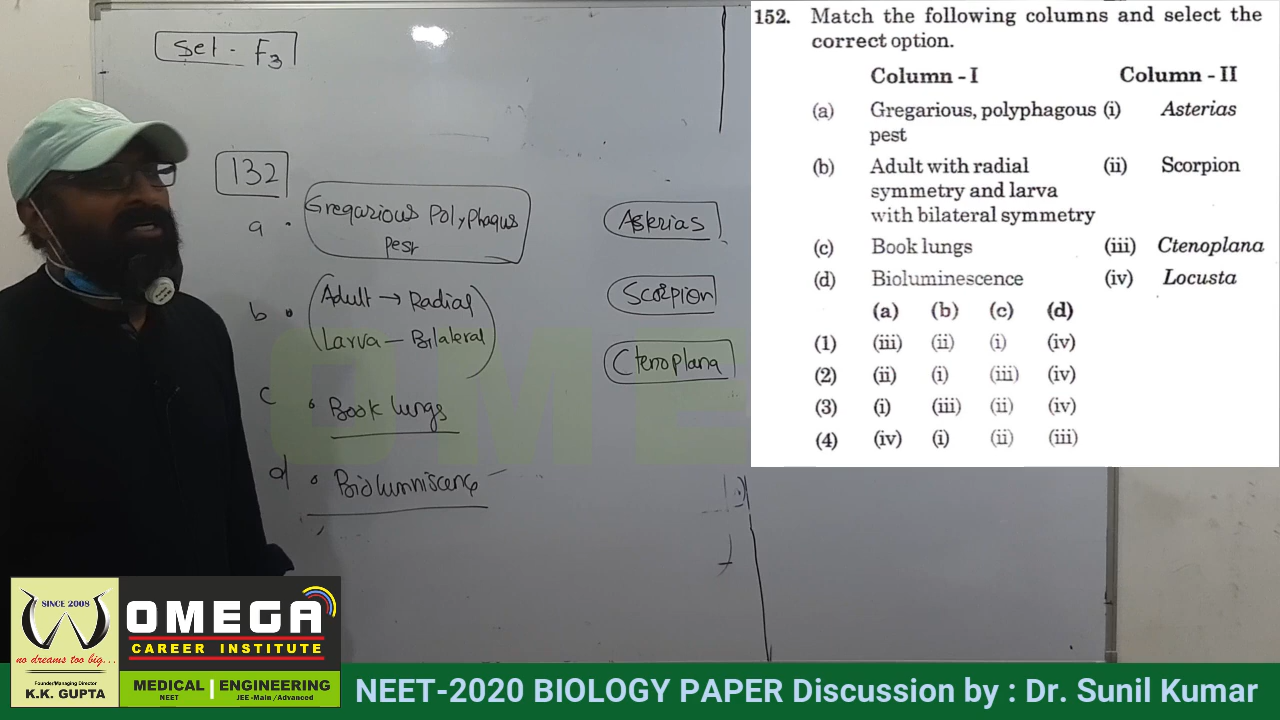 Set - F3
132
a . Gregarious Polyphagus
pest
Asterias
b . Adult → Radial
Larva — Bilateral
Scorpion
Ctenoplana
c . Book lungs
d . Biolumniscence
OME
152. Match the following columns and select the
correct option.
Column - I Column - II
(a) Gregarious, polyphagous (i) Asterias
pest
(b) Adult with radial (ii) Scorpion
symmetry and larva
with bilateral symmetry
(c) Book lungs (iii) Ctenoplana
(d) Bioluminescence (iv) Locusta
(a) (b) (c) (d)
(1) (iii) (ii) (i) (iv)
(2) (ii) (i) (iii) (iv)
(3) (i) (iii) (ii) (iv)
(4) (iv) (i) (ii) (iii)
SINCE 2008
no dreams too big...
Founder/Managing Director
K.K. GUPTA
OMEGA
CAREER INSTITUTE
MEDICAL | ENGINEERING
NEET JEE-Main /Advanced
NEET-2020 BIOLOGY PAPER Discussion by : Dr. Sunil Kumar